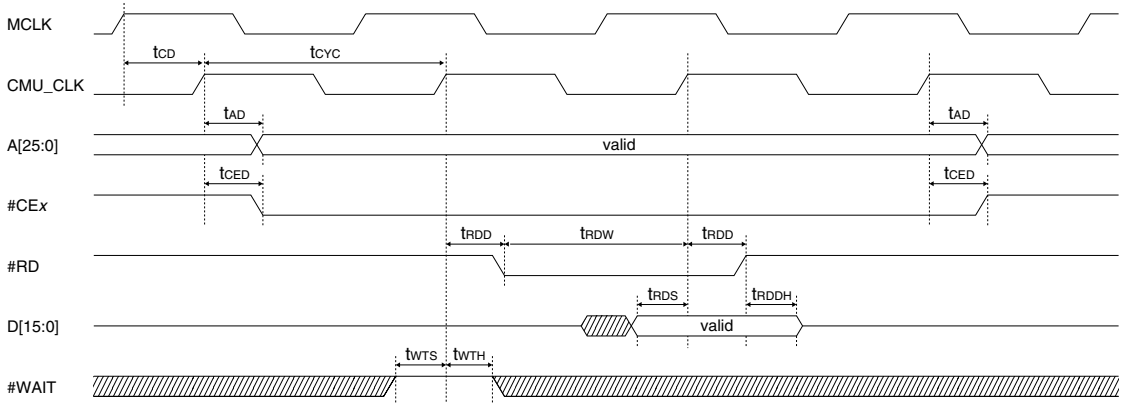 MCLK
tCD tCYC
CMU_CLK
tAD tAD
A[25:0] valid
tCED tCED
#CEx
tRDD tRDW tRDD
#RD
tRDS tRDDH
D[15:0] valid
tWTS tWTH
#WAIT